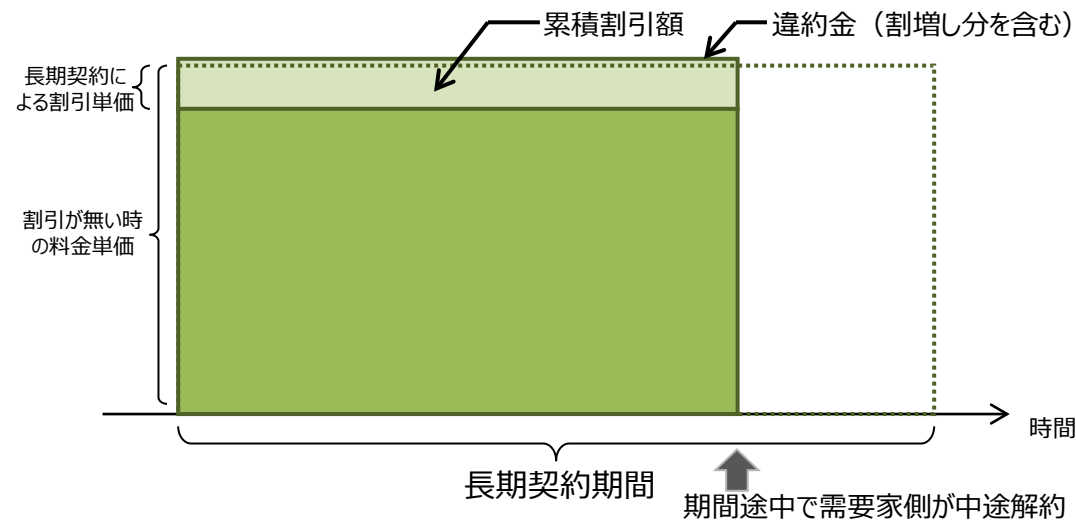 累積割引額
違約金（割増し分を含む）
長期契約に
よる割引単価
割引が無い時
の料金単価
時間
長期契約期間
期間途中で需要家側が中途解約